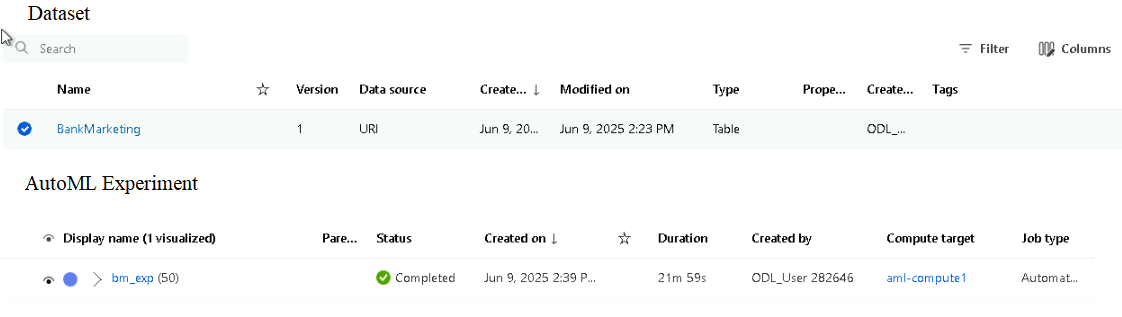 Dataset
Search Filter Columns
Name Version Data source Create... ↓ Modified on Type Prope... Create... Tags
BankMarketing 1 URI Jun 9, 20... Jun 9, 2025 2:23 PM Table ODL_...
AutoML Experiment
Display name (1 visualized) Pare... Status Created on ↓ Duration Created by Compute target Job type
bm_exp (50) Completed Jun 9, 2025 2:39 P... 21m 59s ODL_User 282646 aml-compute1 Automat...